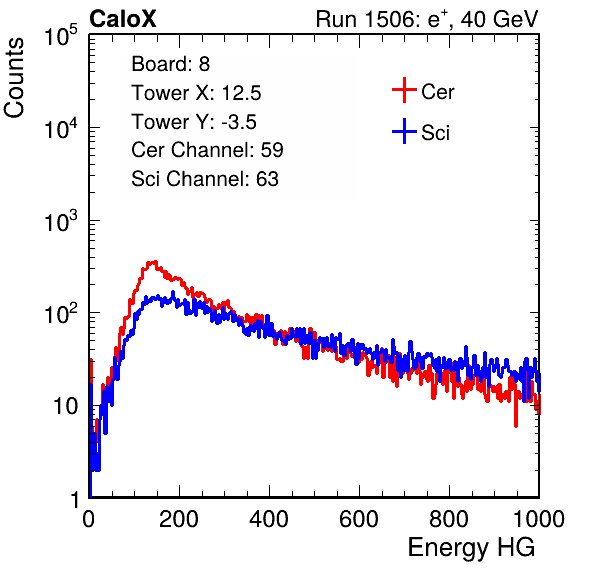 CaloX Run 1506: e⁺, 40 GeV
Counts
Board: 8
Tower X: 12.5
Tower Y: -3.5
Cer Channel: 59
Sci Channel: 63
Cer
Sci
10⁵
10⁴
10³
10²
10
1
0 200 400 600 800 1000
Energy HG